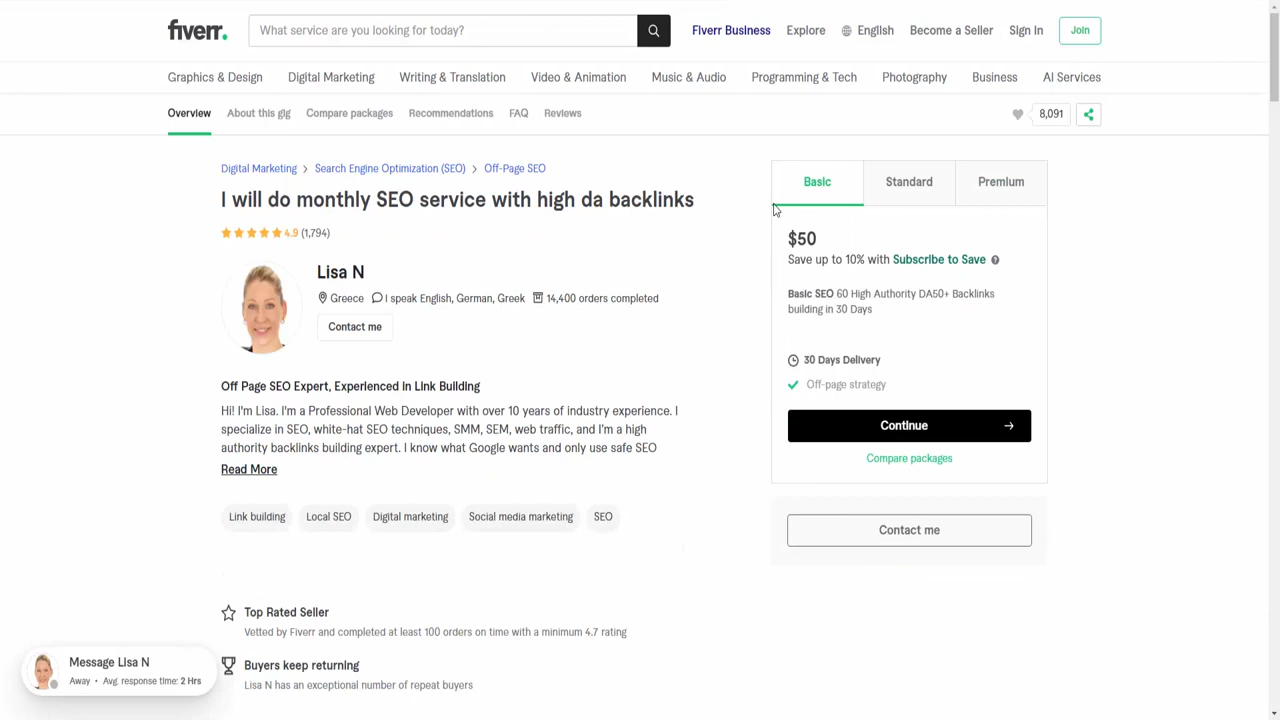 fiverr.
What service are you looking for today?
Fiverr Business
Explore
English
Become a Seller
Sign In
Join
Graphics & Design
Digital Marketing
Writing & Translation
Video & Animation
Music & Audio
Programming & Tech
Photography
Business
AI Services
Overview
About this gig
Compare packages
Recommendations
FAQ
Reviews
8,091
Digital Marketing > Search Engine Optimization (SEO) > Off-Page SEO
I will do monthly SEO service with high da backlinks
4.9 (1,794)
Lisa N
Greece
I speak English, German, Greek
14,400 orders completed
Contact me
Off Page SEO Expert, Experienced in Link Building
Hi! I'm Lisa. I'm a Professional Web Developer with over 10 years of industry experience. I
specialize in SEO, white-hat SEO techniques, SMM, SEM, web traffic, and I'm a high
authority backlinks building expert. I know what Google wants and only use safe SEO
Read More
Link building
Local SEO
Digital marketing
Social media marketing
SEO
Top Rated Seller
Vetted by Fiverr and completed at least 100 orders on time with a minimum 4.7 rating
Buyers keep returning
Lisa N has an exceptional number of repeat buyers
Basic
Standard
Premium
$50
Save up to 10% with Subscribe to Save ?
Basic SEO 60 High Authority DA50+ Backlinks
building in 30 Days
30 Days Delivery
Off-page strategy
Continue →
Compare packages
Contact me
Message Lisa N
Away • Avg. response time: 2 Hrs